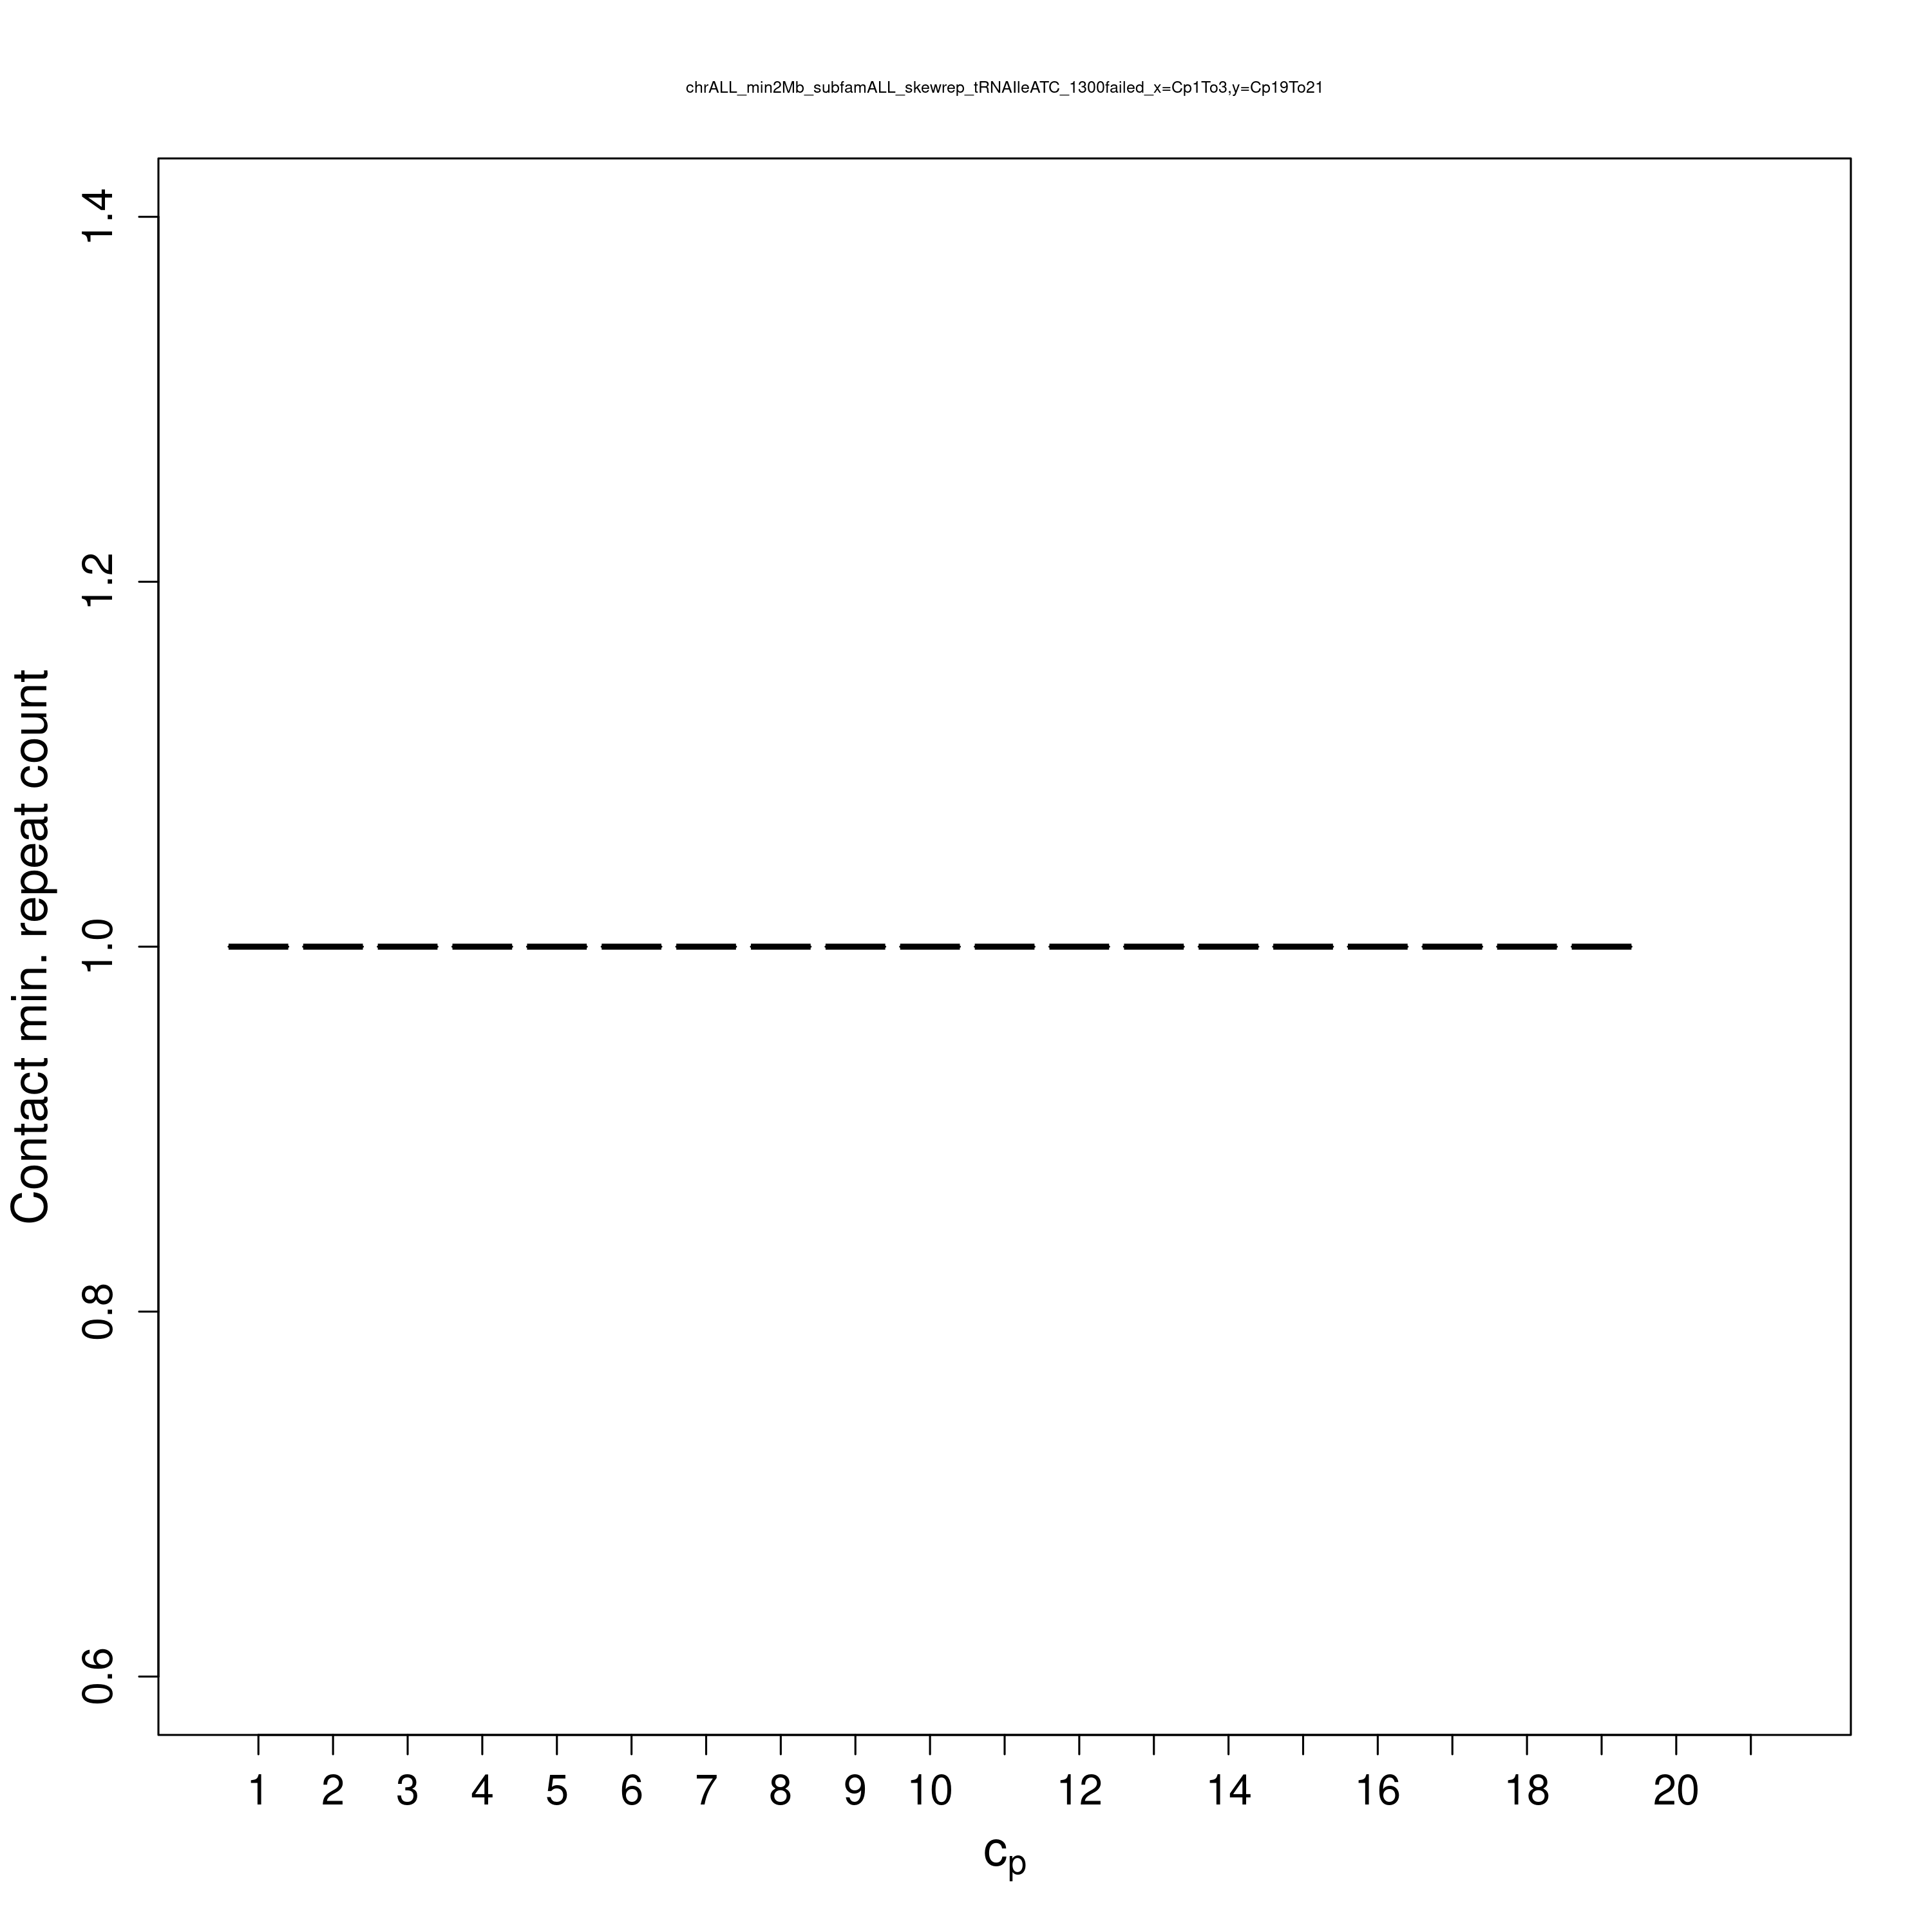 chrALL_min2Mb_subfamALL_skewrep_tRNAIleATC_1300failed_x=Cp1To3,y=Cp19To21
Contact min. repeat count
1.4
1.2
1.0
0.8
0.6
1 2 3 4 5 6 7 8 9 10 12 14 16 18 20
cp